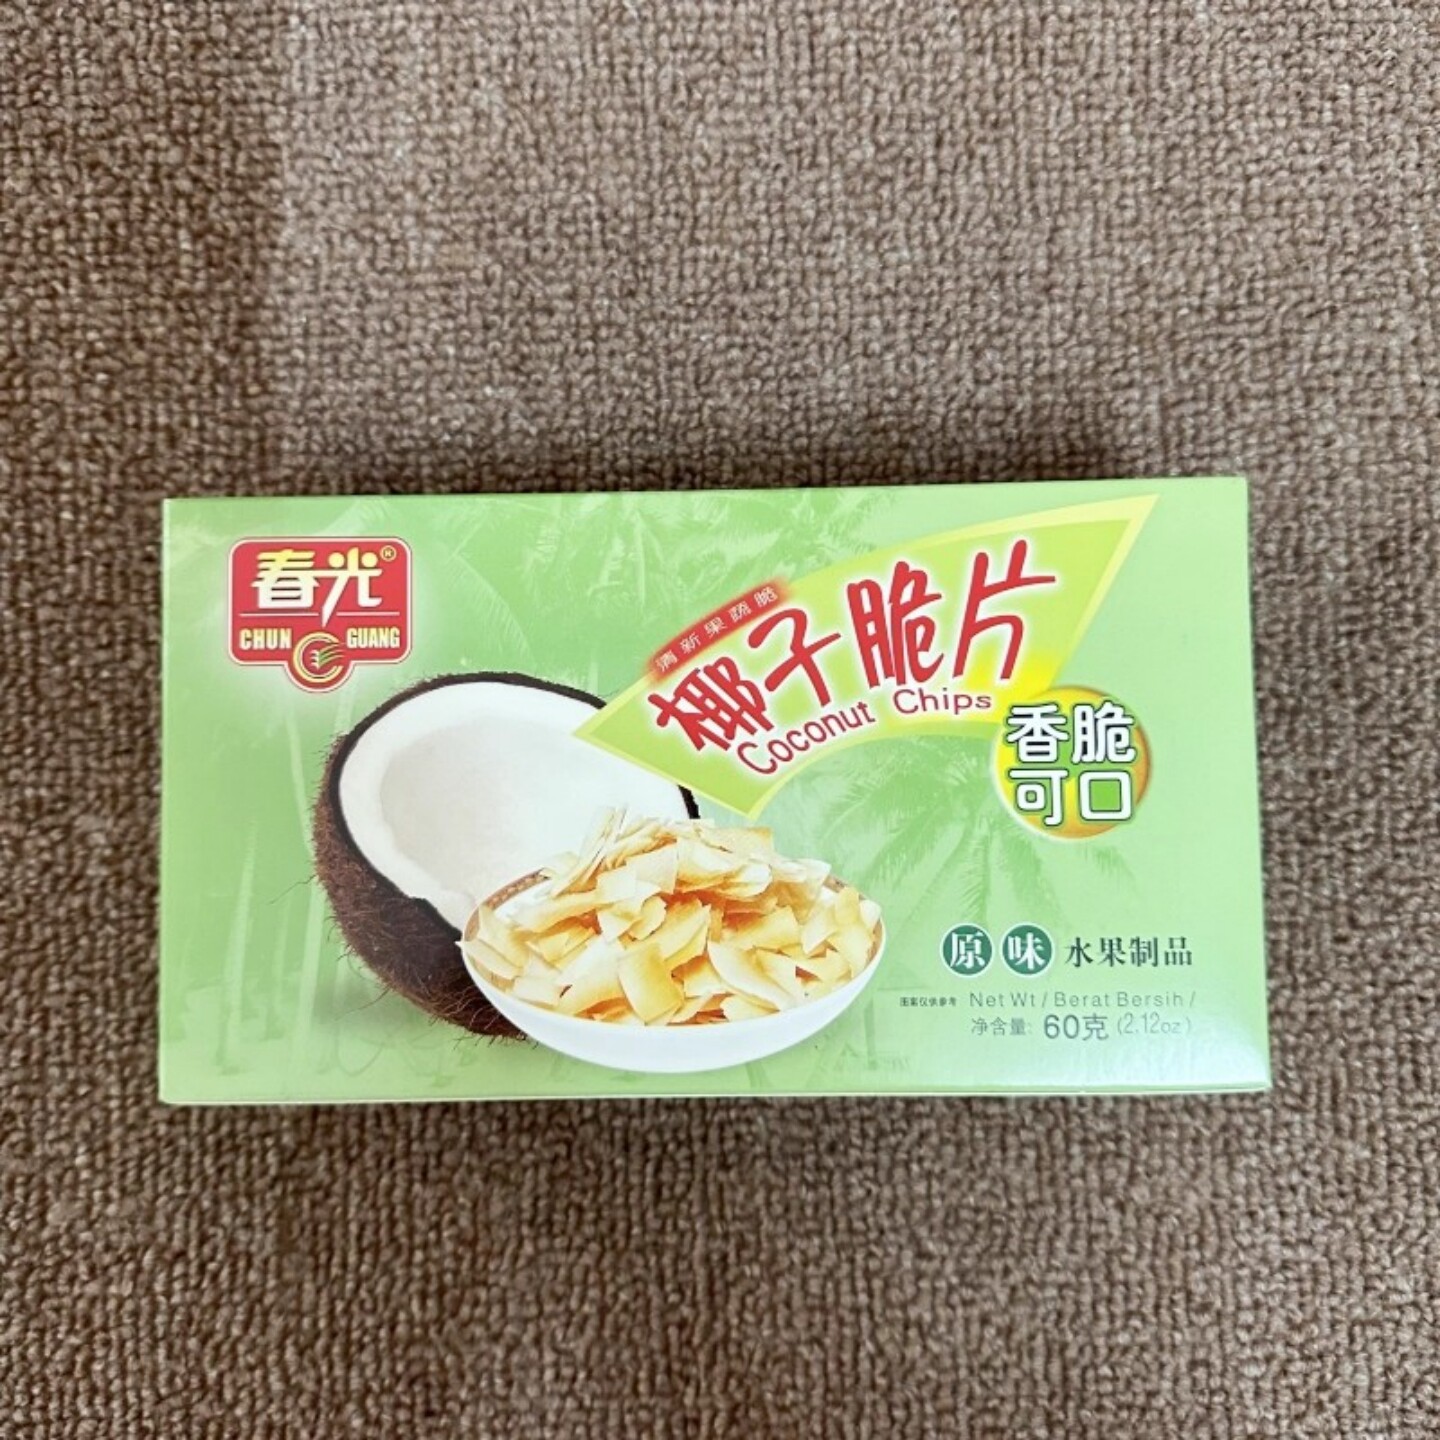 春光®
CHUN GUANG
清新果蔬脆
椰子脆片
Coconut Chips
香脆
可口
原味 水果制品
图案仅供参考 Net Wt / Berat Bersih /
净含量: 60克 (2.12oz)